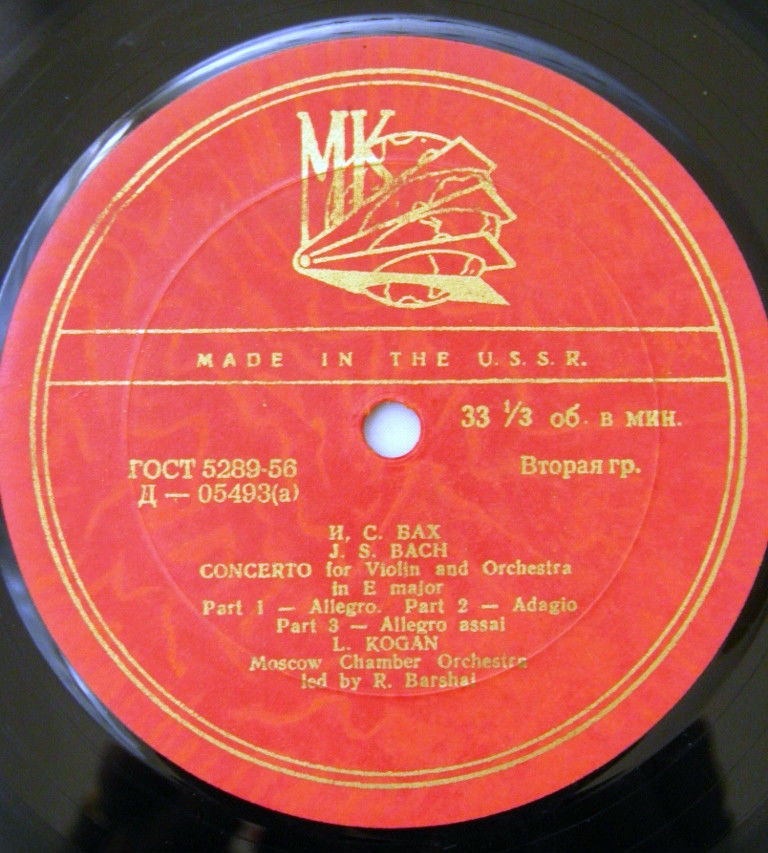 МК
MADE IN THE U.S.S.R.
33 ⅓ об. в мин.
ГОСТ 5289-56
Вторая гр.
Д — 05493(а)
И. С. БАХ
J. S. BACH
CONCERTO for Violin and Orchestra
in E major
Part 1 — Allegro. Part 2 — Adagio
Part 3 — Allegro assai
L. KOGAN
Moscow Chamber Orchestra
led by R. Barshai